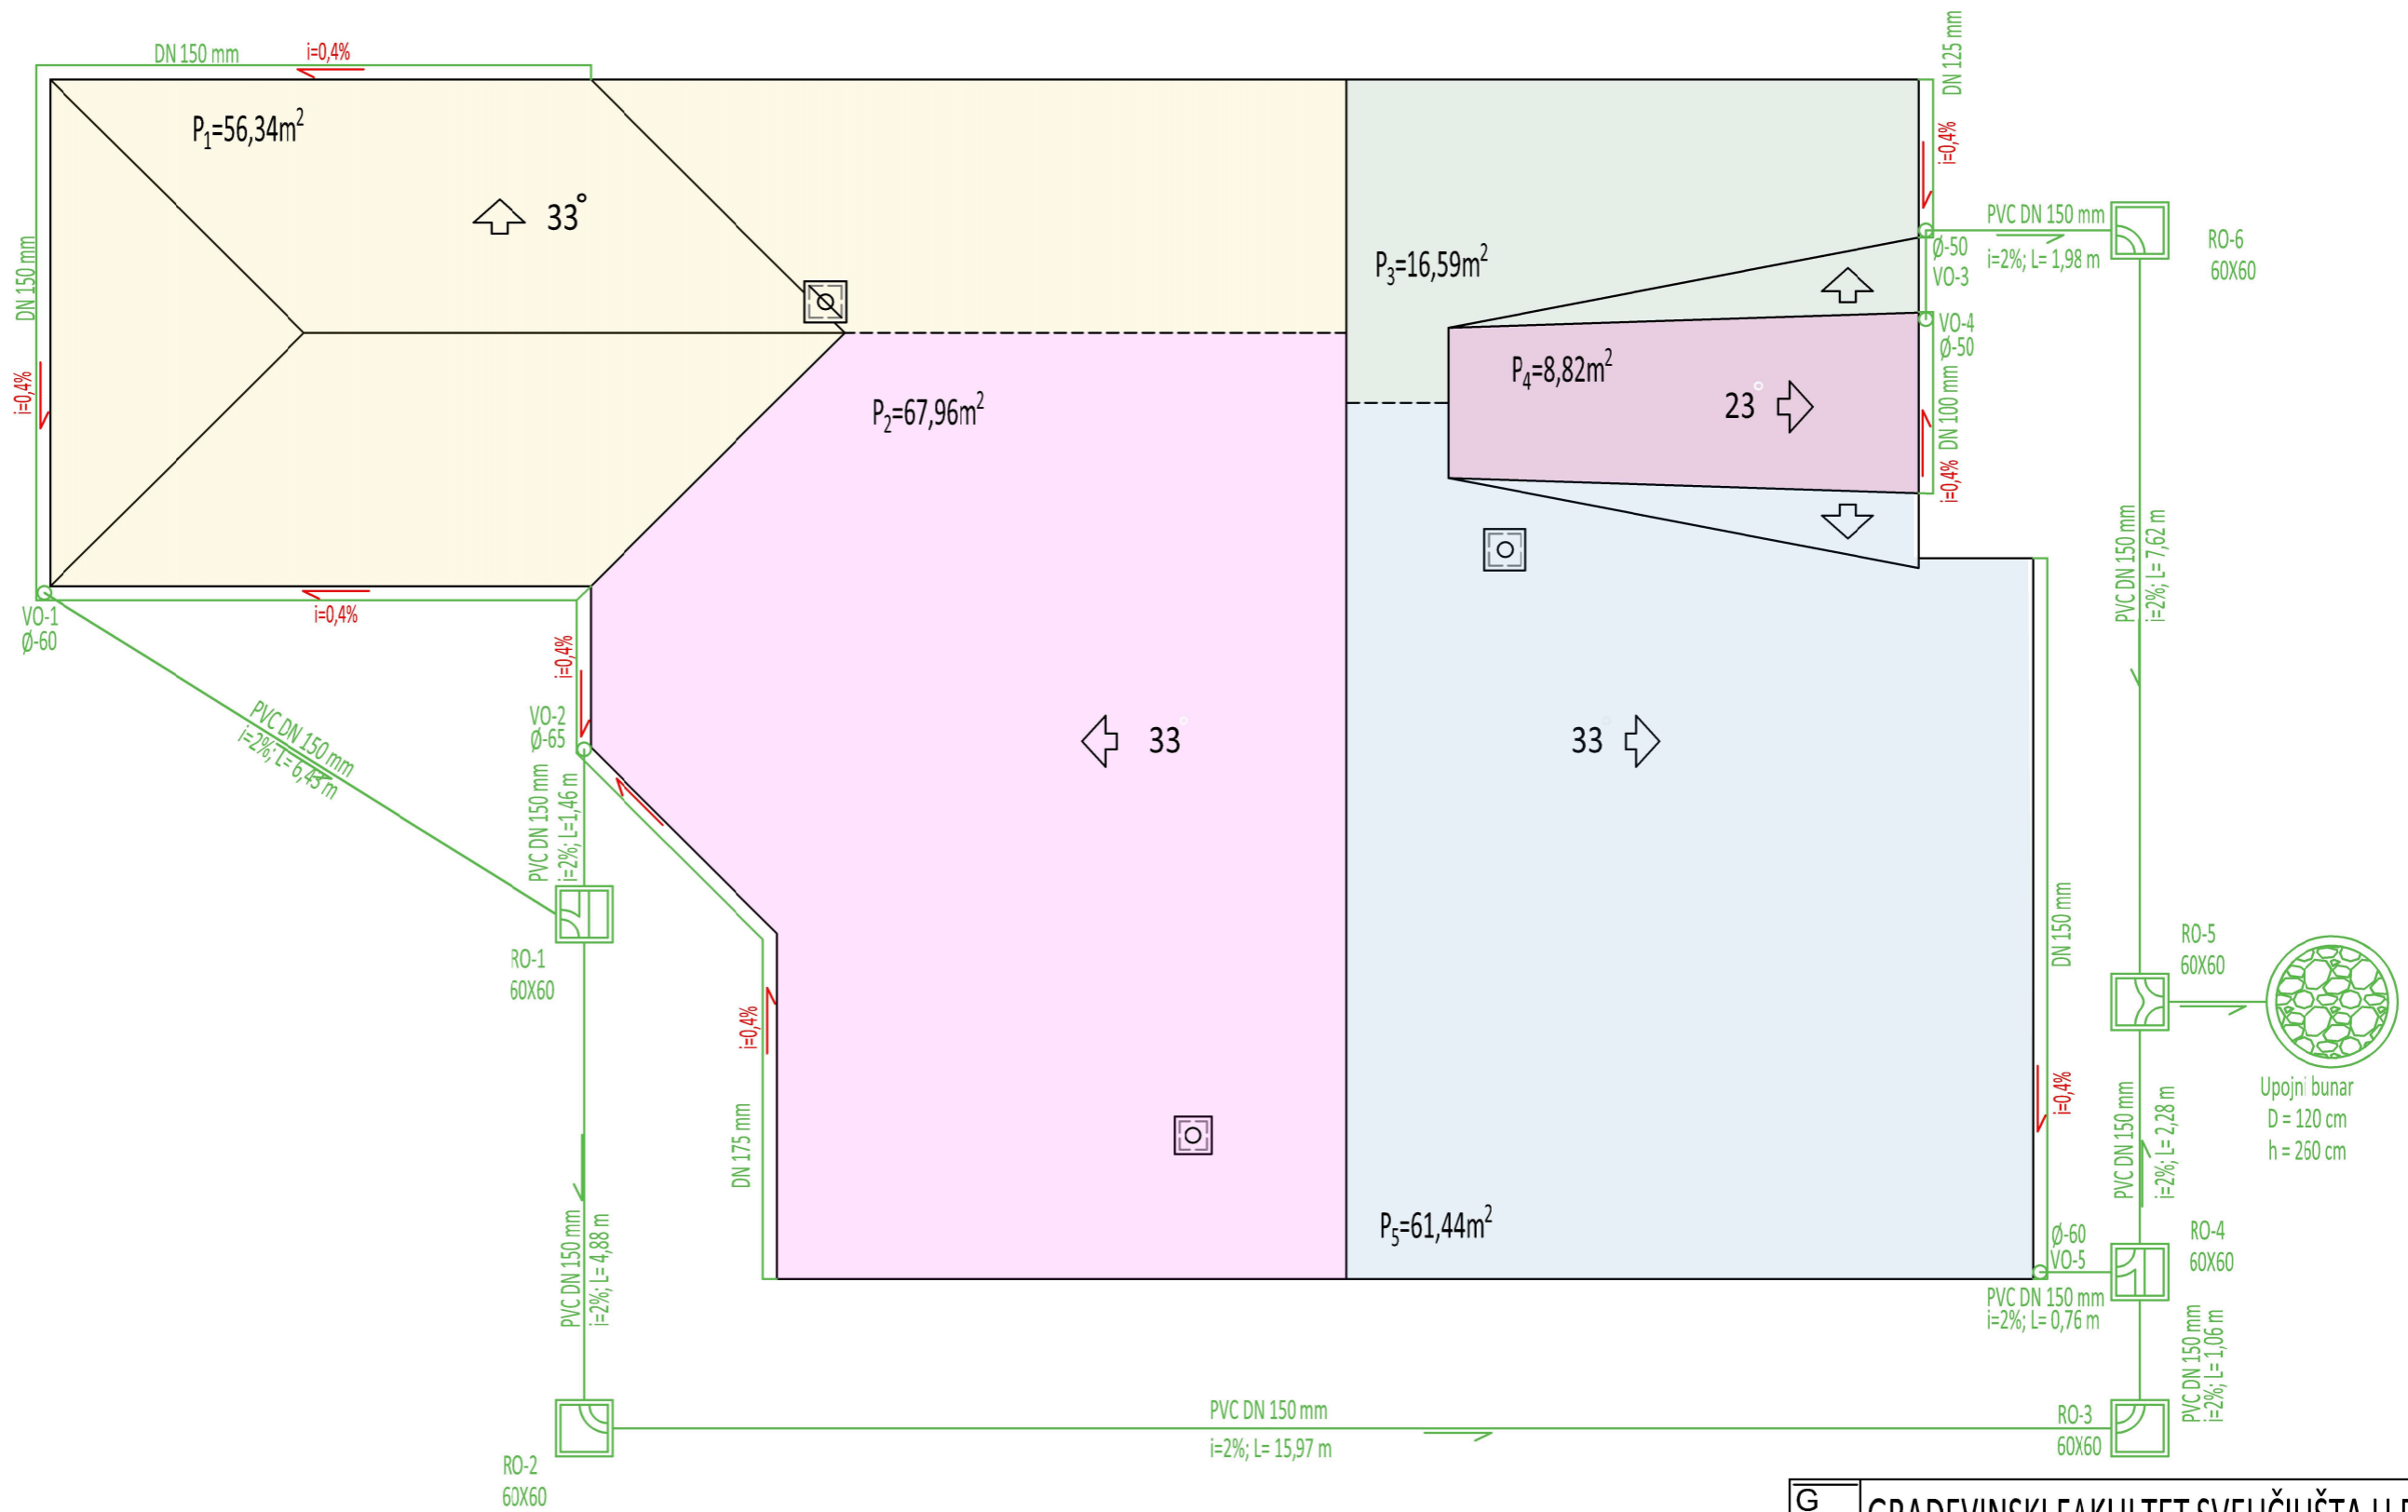 DN 150 mm
i=0,4%
P₁=56,34m²
33°
DN 150 mm
i=0,4%
VO-1
Ø-60
i=0,4%
PVC DN 150 mm
i=2%; L= 6,43 m
i=0,4%
VO-2
Ø-65
PVC DN 150 mm
i=2%; L=1,46 m
RO-1
60X60
P₂=67,96m²
33°
i=0,4%
DN 175 mm
PVC DN 150 mm
i=2%; L= 4,88 m
RO-2
60X60
PVC DN 150 mm
i=2%; L= 15,97 m
P₃=16,59m²
P₄=8,82m²
23°
33°
P₅=61,44m²
DN 125 mm
i=0,4%
PVC DN 150 mm
i=2%; L= 1,98 m
Ø-50
VO-3
VO-4
Ø-50
DN 100 mm
i=0,4%
RO-6
60X60
PVC DN 150 mm
i=2%; L= 7,62 m
DN 150 mm
i=0,4%
RO-5
60X60
Upojni bunar
D = 120 cm
h = 260 cm
PVC DN 150 mm
i=2%; L= 2,28 m
Ø-60
VO-5
RO-4
60X60
PVC DN 150 mm
i=2%; L= 0,76 m
PVC DN 150 mm
i=2%; L= 1,06 m
RO-3
60X60
G
GRAĐEVINSKI FAKULTET SVEUČILIŠTA U